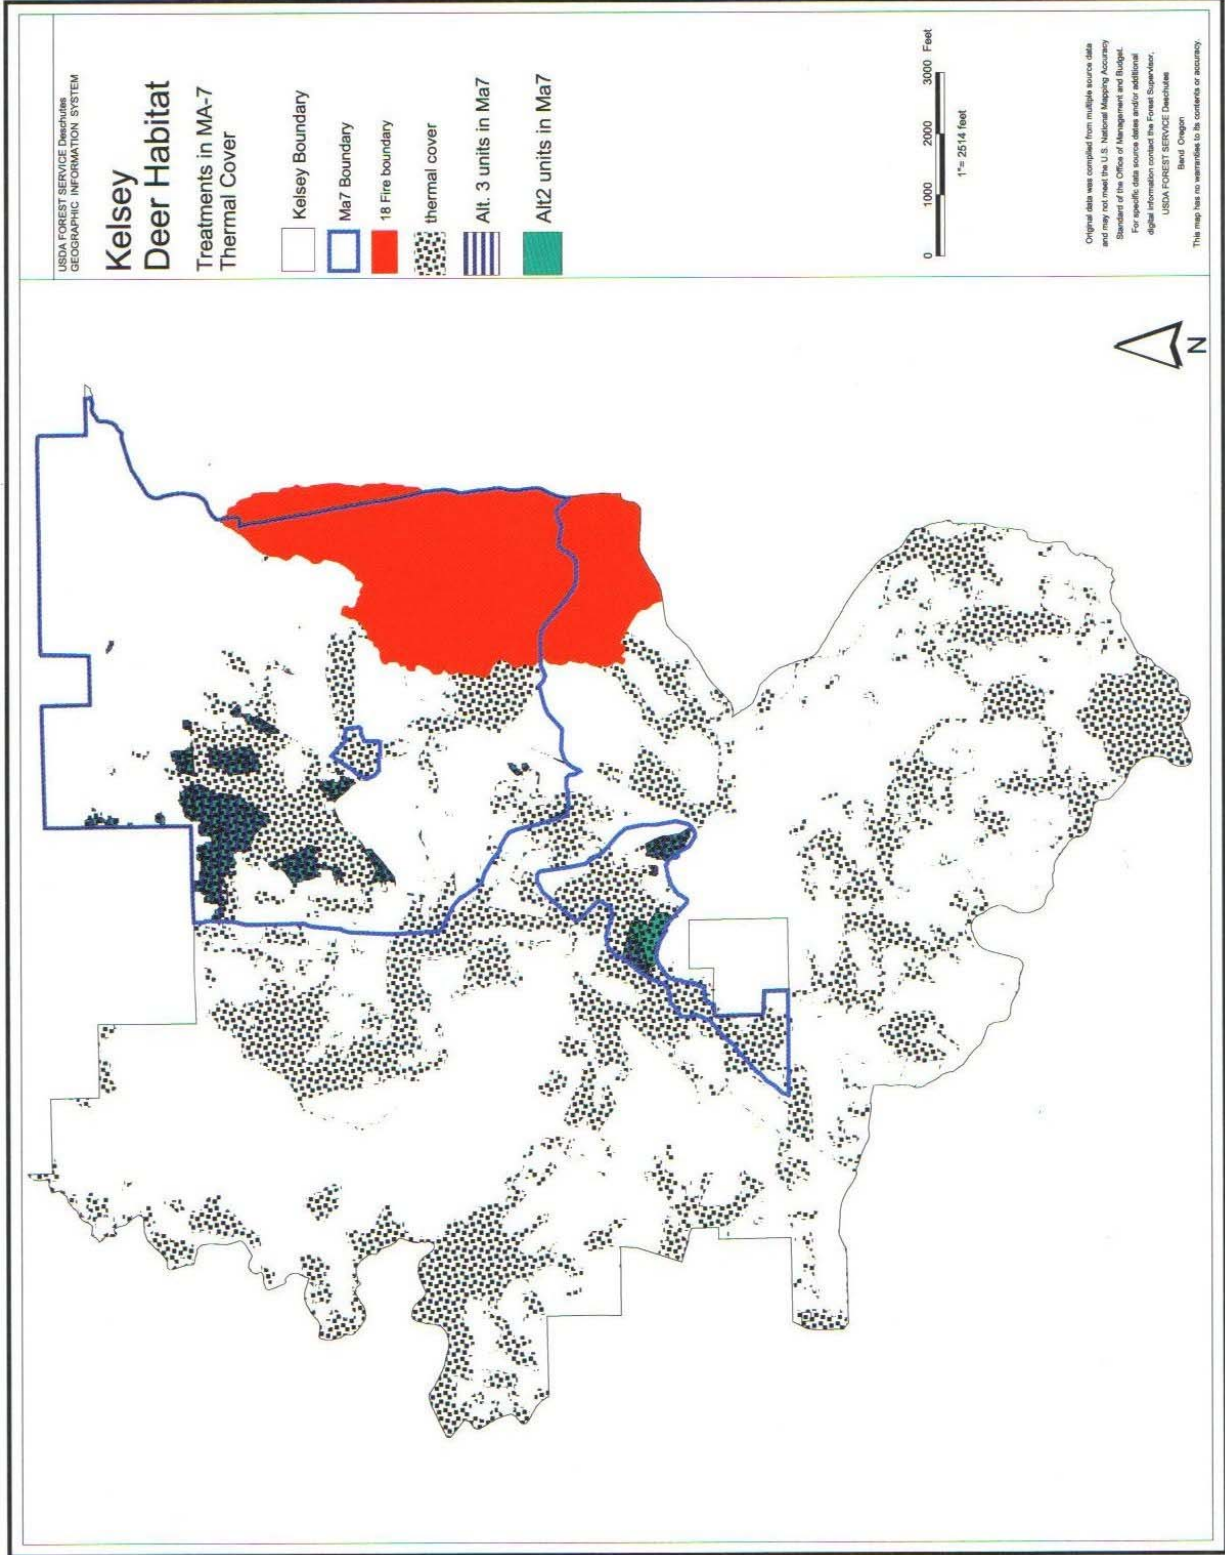 USDA FOREST SERVICE Deschutes
GEOGRAPHIC INFORMATION SYSTEM
Kelsey
Deer Habitat
Treatments in MA-7
Thermal Cover
Kelsey Boundary
Ma7 Boundary
18 Fire boundary
thermal cover
Alt. 3 units in Ma7
Alt2 units in Ma7
0 1000 2000 3000 Feet
1"= 2514 feet
Original data was compiled from multiple source data
and may not meet the U.S. National Mapping Accuracy
Standard of the Office of Management and Budget.
For specific data source dates and/or additional
digital information contact the Forest Supervisor,
USDA FOREST SERVICE Deschutes
Bend Oregon
This map has no warranties to its contents or accuracy.
N